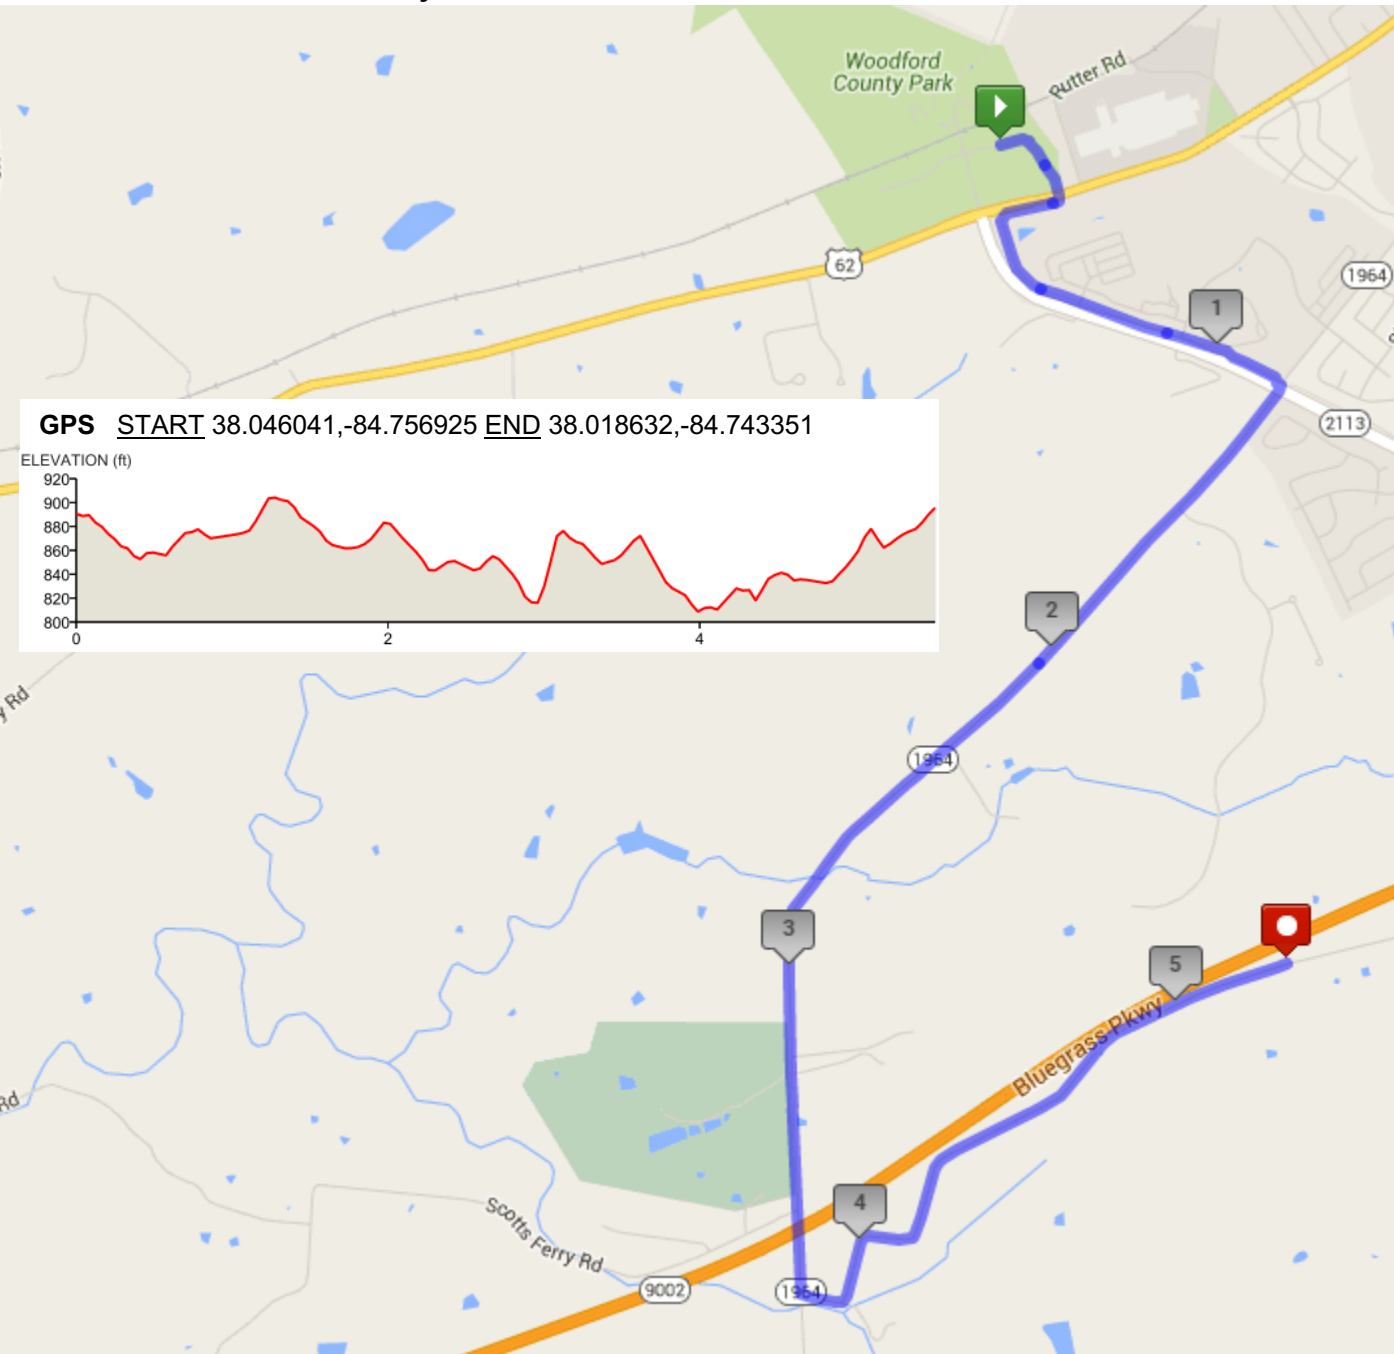 Woodford
County Park
Rutter Rd
62
1
1964
2113
GPS START 38.046041,-84.756925 END 38.018632,-84.743351
ELEVATION (ft)
920
900
880
860
840
820
800
0
2
4
2
y Rd
1964
3
5
Bluegrass Pkwy
Rd
4
Scotts Ferry Rd
9002
1964